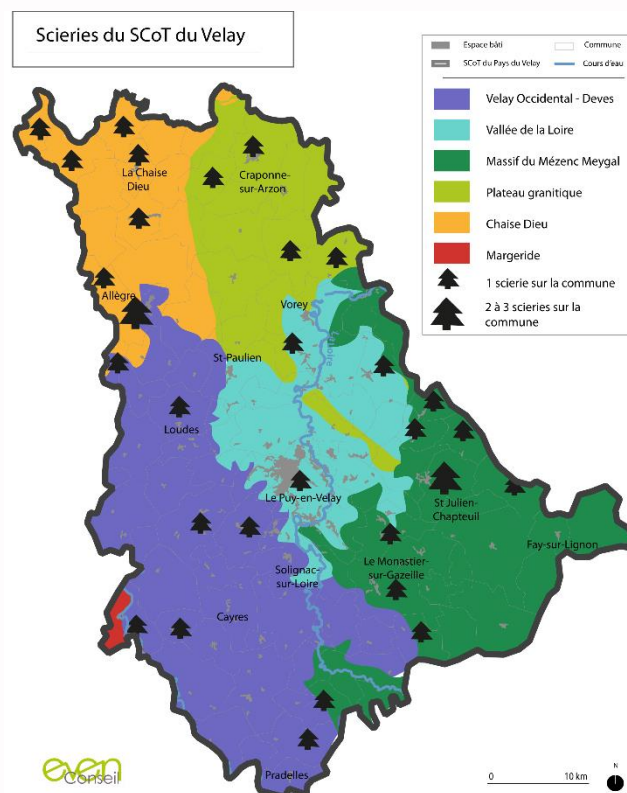 Scieries du SCoT du Velay
Espace bâti
Commune
SCoT du Pays du Velay
Cours d'eau
Velay Occidental - Deves
Vallée de la Loire
Massif du Mézenc Meygal
Plateau granitique
Chaise Dieu
Margeride
1 scierie sur la commune
2 à 3 scieries sur la
commune
La Chaise
Dieu
Craponne-
sur-Arzon
Allègre
Vorey
La Loire
St-Paulien
Loudes
Le Puy-en-Velay
St Julien-
Chapteuil
Fay-sur-Lignon
Le Monastier
-sur-Gazeille
Solignac
-sur-Loire
Cayres
Pradelles
even
Conseil
0 10 km
N